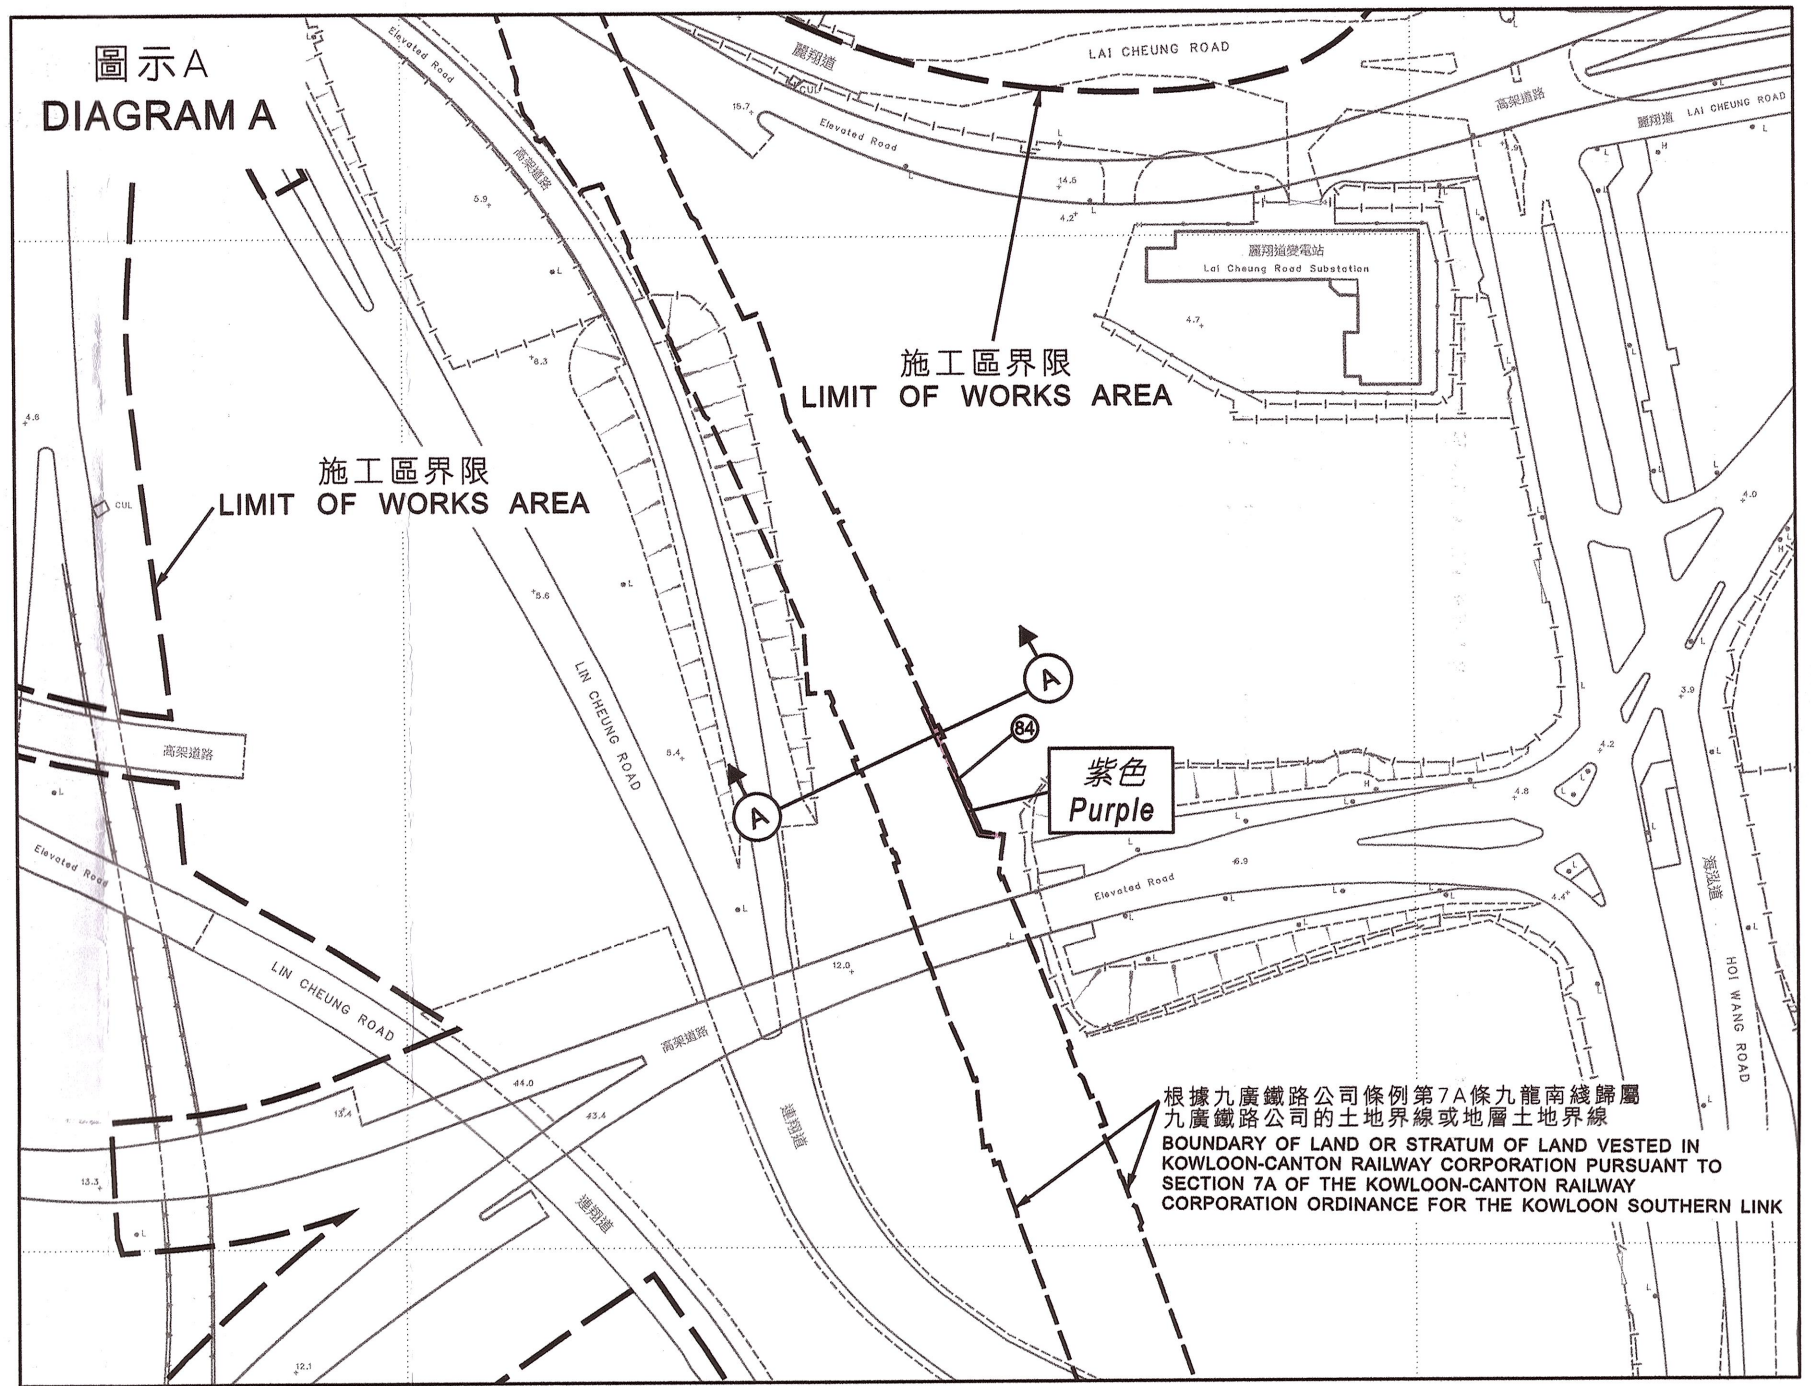 圖示A
DIAGRAM A
Elevated Road
高架道路
麗翔道
CUL
LAI CHEUNG ROAD
15.7
Elevated Road
高架道路
麗翔道 LAI CHEUNG ROAD
L
H
14.5
4.2
5.9
麗翔道變電站
Lai Cheung Road Substation
4.7
6.3
施工區界限
LIMIT OF WORKS AREA
4.6
施工區界限
LIMIT OF WORKS AREA
CUL
4.0
5.6
LIN CHEUNG ROAD
A
84
3.9
高架道路
5.4
紫色
Purple
4.2
4.8
A
Elevated Road
6.9
Elevated Road
4.4
海泓道
HOI WANG ROAD
LIN CHEUNG ROAD
12.0
高架道路
44.0
13.4
43.4
連翔道
根據九廣鐵路公司條例第7A條九龍南綫歸屬
九廣鐵路公司的土地界線或地層土地界線
BOUNDARY OF LAND OR STRATUM OF LAND VESTED IN
KOWLOON-CANTON RAILWAY CORPORATION PURSUANT TO
SECTION 7A OF THE KOWLOON-CANTON RAILWAY
CORPORATION ORDINANCE FOR THE KOWLOON SOUTHERN LINK
13.3
連翔道
12.1